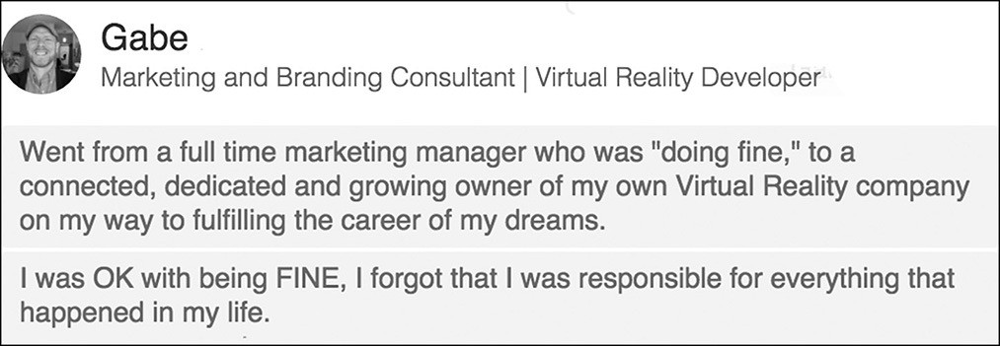 Gabe
Marketing and Branding Consultant | Virtual Reality Developer
Went from a full time marketing manager who was "doing fine," to a
connected, dedicated and growing owner of my own Virtual Reality company
on my way to fulfilling the career of my dreams.
I was OK with being FINE, I forgot that I was responsible for everything that
happened in my life.